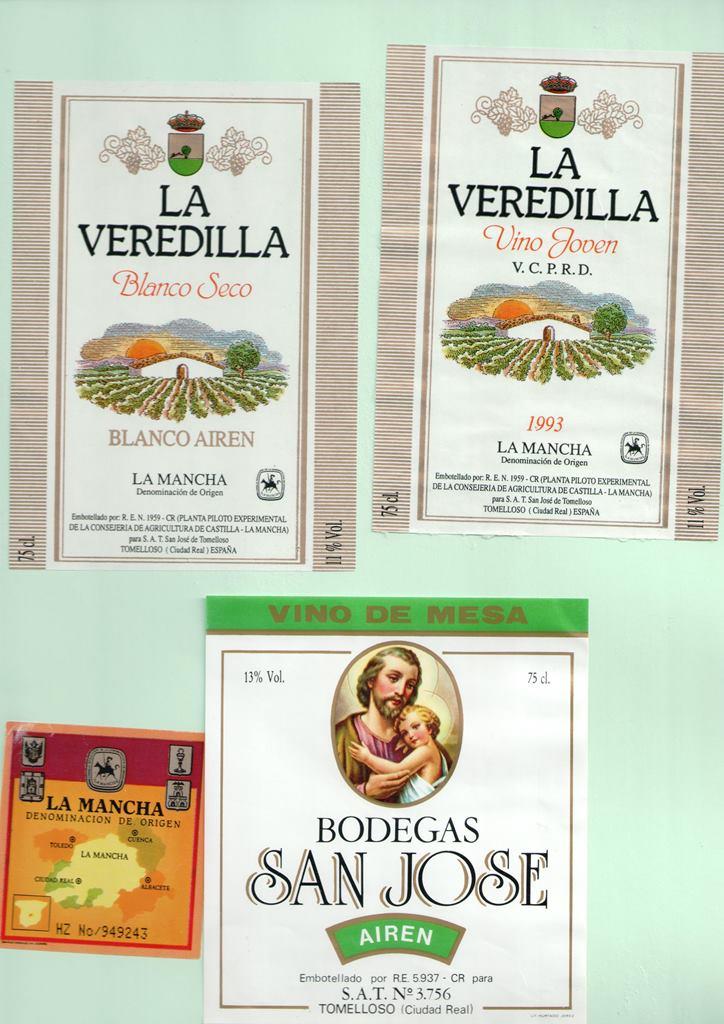 LA
VEREDILLA
Blanco Seco
BLANCO AIREN
LA MANCHA
Denominación de Origen
Embotellado por: R. E. N. 1959 - CR (PLANTA PILOTO EXPERIMENTAL
DE LA CONSEJERIA DE AGRICULTURA DE CASTILLA - LA MANCHA)
para S. A. T. San José de Tomelloso
TOMELLOSO ( Ciudad Real ) ESPAÑA
75 cl.
11 % Vol.
LA
VEREDILLA
Vino Joven
V. C. P. R. D.
1993
LA MANCHA
Denominación de Origen
Embotellado por: R. E. N. 1959 - CR (PLANTA PILOTO EXPERIMENTAL
DE LA CONSEJERIA DE AGRICULTURA DE CASTILLA - LA MANCHA)
para S. A. T. San José de Tomelloso
TOMELLOSO ( Ciudad Real ) ESPAÑA
75 cl.
11 % Vol.
LA MANCHA
DENOMINACION DE ORIGEN
TOLEDO
CUENCA
LA MANCHA
CIUDAD REAL
ALBACETE
HZ No/949243
VINO DE MESA
13% Vol.
75 cl.
BODEGAS
SAN JOSE
AIREN
Embotellado por R.E. 5.937 - CR para
S.A.T. Nº 3.756
TOMELLOSO (Ciudad Real)